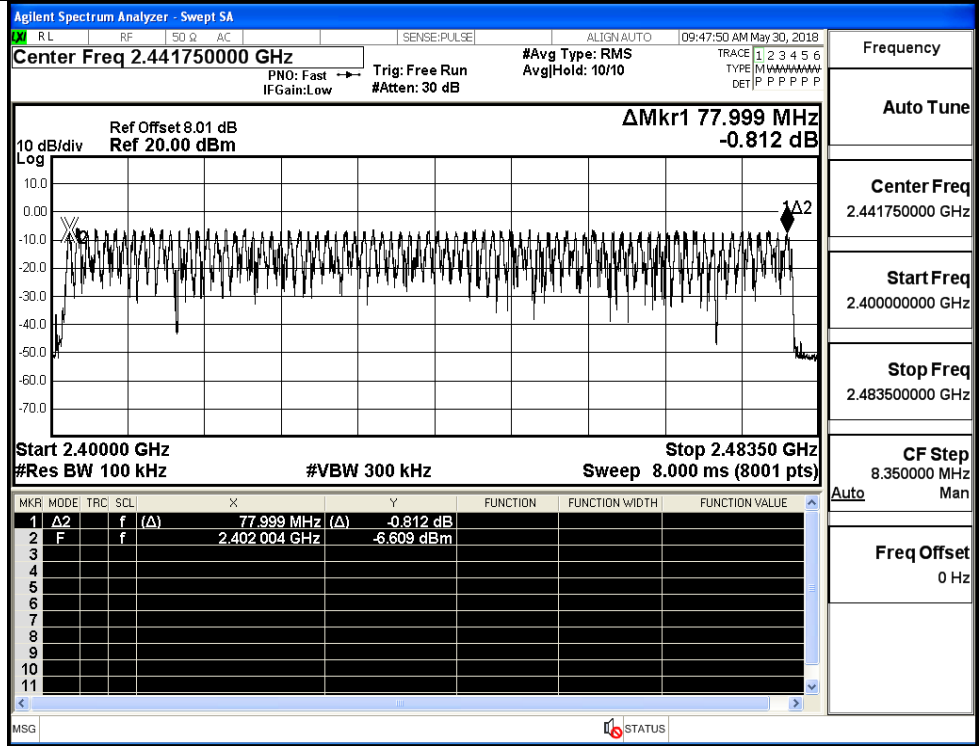 Agilent Spectrum Analyzer - Swept SA
LXI RL RF 50 Ω AC SENSE:PULSE ALIGN AUTO 09:47:50 AM May 30, 2018
Center Freq 2.441750000 GHz
PNO: Fast
IFGain:Low
Trig: Free Run
#Atten: 30 dB
#Avg Type: RMS
Avg|Hold: 10/10
TRACE 1 2 3 4 5 6
TYPE M WWWWW
DET P P P P P P
ΔMkr1 77.999 MHz
-0.812 dB
Ref Offset 8.01 dB
10 dB/div Ref 20.00 dBm
Log
10.0
0.00
-10.0
-20.0
-30.0
-40.0
-50.0
-60.0
-70.0
1Δ2
Start 2.40000 GHz Stop 2.48350 GHz
#Res BW 100 kHz #VBW 300 kHz Sweep 8.000 ms (8001 pts)
MKR MODE TRC SCL X Y FUNCTION FUNCTION WIDTH FUNCTION VALUE
1 Δ2 f (Δ) 77.999 MHz (Δ) -0.812 dB
2 F f 2.402 004 GHz -6.609 dBm
3
4
5
6
7
8
9
10
11
MSG STATUS
Frequency
Auto Tune
Center Freq
2.441750000 GHz
Start Freq
2.400000000 GHz
Stop Freq
2.483500000 GHz
CF Step
8.350000 MHz
Auto Man
Freq Offset
0 Hz